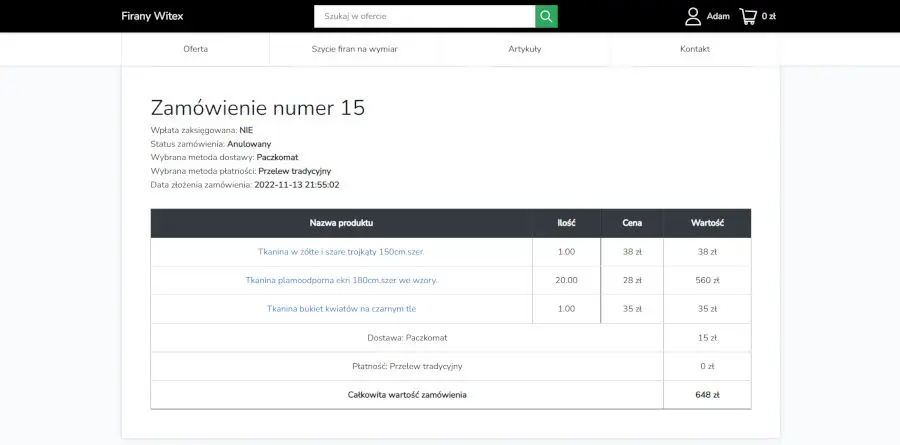 Firany Witex
Szukaj w ofercie
Adam
0 zł
Oferta
Szycie firan na wymiar
Artykuły
Kontakt
Zamówienie numer 15
Wpłata zaksięgowana: NIE
Status zamówienia: Anulowany
Wybrana metoda dostawy: Paczkomat
Wybrana metoda płatności: Przelew tradycyjny
Data złożenia zamówienia: 2022-11-13 21:55:02
Nazwa produktu Ilość Cena Wartość
Tkanina w żółte i szare trojkąty 150cm.szer. 1.00 38 zł 38 zł
Tkanina plamoodporna ekri 180cm.szer we wzory. 20.00 28 zł 560 zł
Tkanina bukiet kwiatów na czarnym tle 1.00 35 zł 35 zł
Dostawa: Paczkomat 15 zł
Płatność: Przelew tradycyjny 0 zł
Całkowita wartość zamówienia 648 zł